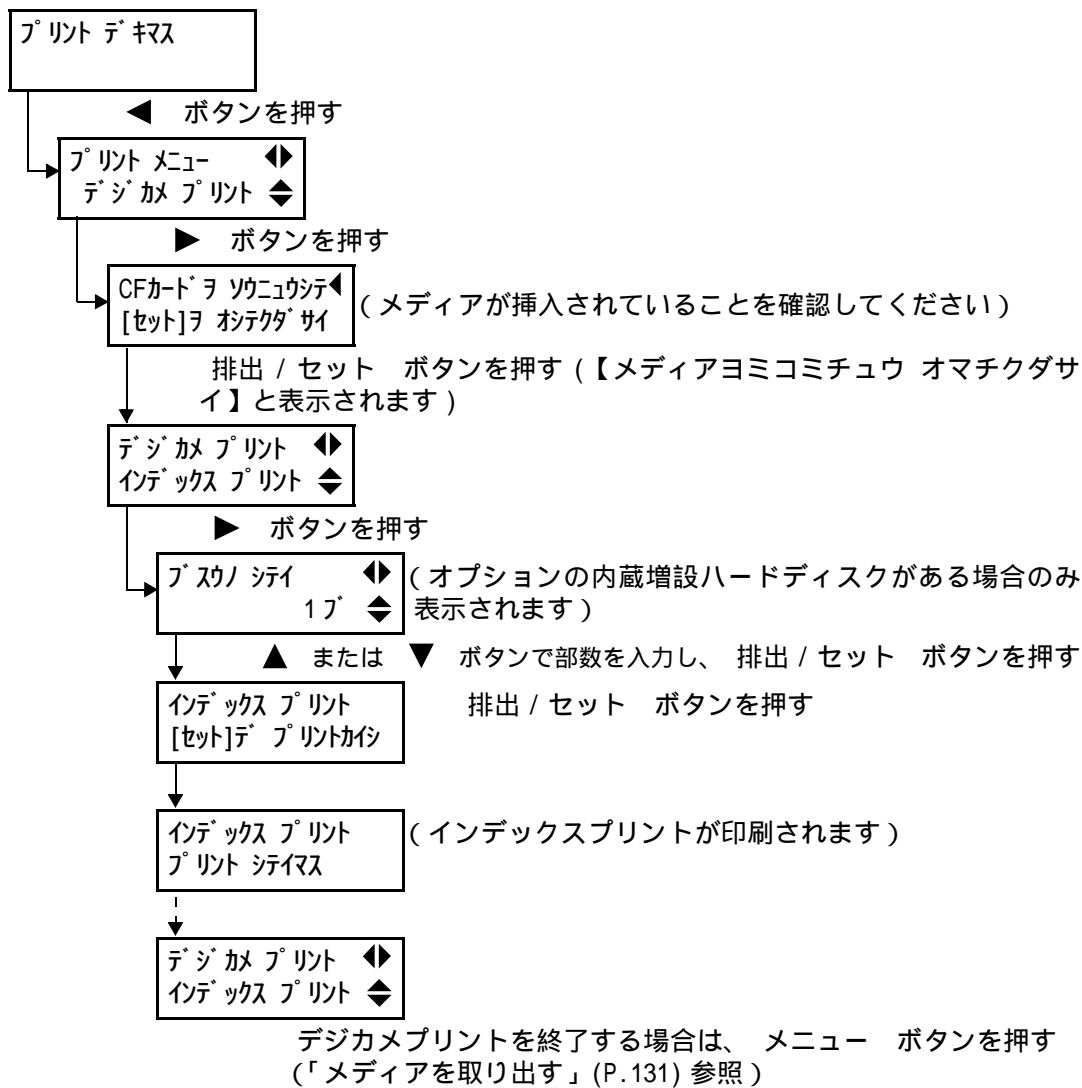 ﾌﾟﾘﾝﾄ ﾃﾞｷﾏｽ
◀ ボタンを押す
ﾌﾟﾘﾝﾄ ﾒﾆｭｰ ◀▶
ﾃﾞｼﾞｶﾒ ﾌﾟﾘﾝﾄ
▶ ボタンを押す
CFｶｰﾄﾞｦ ｿｳﾆｭｳｼﾃ◀
[ｾｯﾄ]ｦ ｵｼﾃｸﾀﾞｻｲ
(メディアが挿入されていることを確認してください)
排出 / セット ボタンを押す (【メディアヨミコミチュウ オマチクダサ
イ】と表示されます)
ﾃﾞｼﾞｶﾒ ﾌﾟﾘﾝﾄ ◀▶
ｲﾝﾃﾞｯｸｽ ﾌﾟﾘﾝﾄ
▶ ボタンを押す
ﾌﾞｽｳﾉ ｼﾃｲ ◀▶
1ﾌﾞ
(オプションの内蔵増設ハードディスクがある場合のみ
表示されます)
▲ または ▼ ボタンで部数を入力し、 排出 / セット ボタンを押す
ｲﾝﾃﾞｯｸｽ ﾌﾟﾘﾝﾄ
[ｾｯﾄ]ﾃﾞ ﾌﾟﾘﾝﾄｶｲｼ
排出 / セット ボタンを押す
ｲﾝﾃﾞｯｸｽ ﾌﾟﾘﾝﾄ
ﾌﾟﾘﾝﾄ ｼﾃｲﾏｽ
(インデックスプリントが印刷されます)
ﾃﾞｼﾞｶﾒ ﾌﾟﾘﾝﾄ ◀▶
ｲﾝﾃﾞｯｸｽ ﾌﾟﾘﾝﾄ
デジカメプリントを終了する場合は、 メニュー ボタンを押す
(「メディアを取り出す」(P.131) 参照)